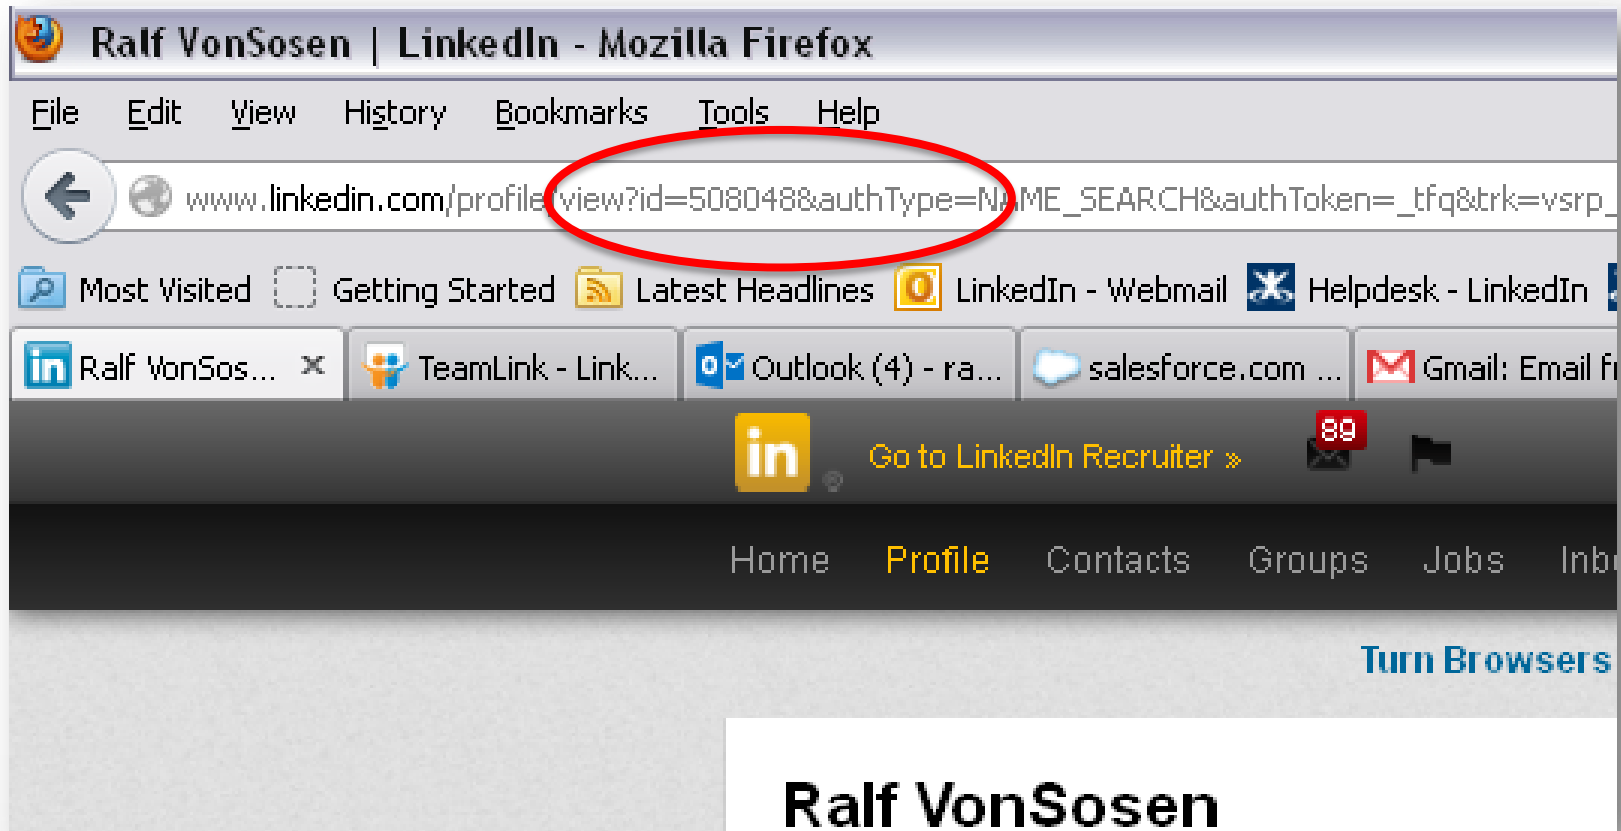 Ralf VonSosen | LinkedIn - Mozilla Firefox
File Edit View History Bookmarks Tools Help
www.linkedin.com/profile/view?id=508048&authType=NAME_SEARCH&authToken=_tfq&trk=vsrp_
Most Visited Getting Started Latest Headlines LinkedIn - Webmail Helpdesk - LinkedIn
in Ralf VonSos... × TeamLink - Link... Outlook (4) - ra... salesforce.com ... Gmail: Email fr
in ® Go to LinkedIn Recruiter » 89
Home Profile Contacts Groups Jobs Inb
Turn Browsers
Ralf VonSosen